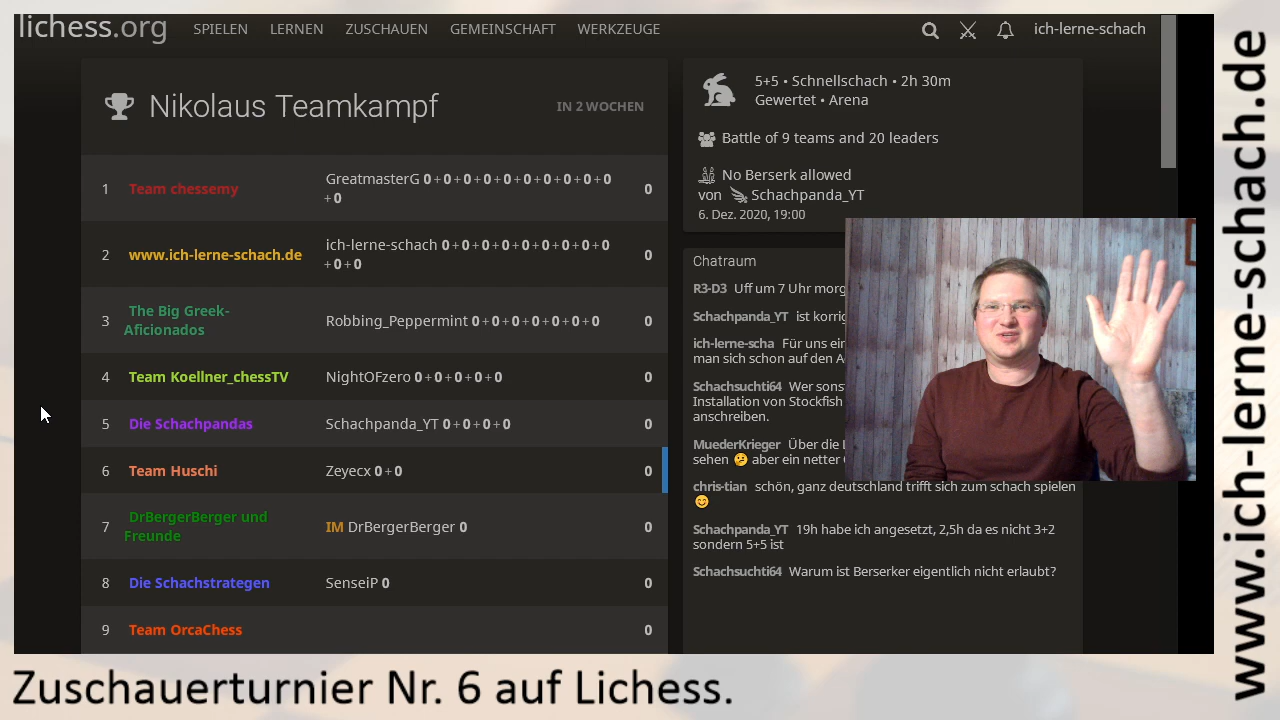 lichess.org SPIELEN LERNEN ZUSCHAUEN GEMEINSCHAFT WERKZEUGE ich-lerne-schach
Nikolaus Teamkampf IN 2 WOCHEN
1 Team chessemy GreatmasterG 0+0+0+0+0+0+0+0+0+0 0
+0
2 www.ich-lerne-schach.de ich-lerne-schach 0+0+0+0+0+0+0+0+0 0
+0+0
3 The Big Greek-
Aficionados Robbing_Peppermint 0+0+0+0+0+0+0 0
4 Team Koellner_chessTV NightOFzero 0+0+0+0+0 0
5 Die Schachpandas Schachpanda_YT 0+0+0+0 0
6 Team Huschi Zeyecx 0+0 0
7 DrBergerBerger und
Freunde IM DrBergerBerger 0 0
8 Die Schachstrategen SenseiP 0 0
9 Team OrcaChess 0
5+5 • Schnellschach • 2h 30m
Gewertet • Arena
Battle of 9 teams and 20 leaders
No Berserk allowed
von Schachpanda_YT
6. Dez. 2020, 19:00
Chatraum
R3-D3 Uff um 7 Uhr
Schachpanda_YT ist
ich-lerne-scha Für uns
man sich schon auf den
Schachsuchti64 Wer
Installation von Stockfish
anschreiben.
MuederKrieger Über die
sehen 🤔 aber ein netter
chris-tian schön, ganz deutschland trifft sich zum schach spielen
😊
Schachpanda_YT 19h habe ich angesetzt, 2,5h da es nicht 3+2
sondern 5+5 ist
Schachsuchti64 Warum ist Berserker eigentlich nicht erlaubt?
www.ich-lerne-schach.de
Zuschauerturnier Nr. 6 auf Lichess.